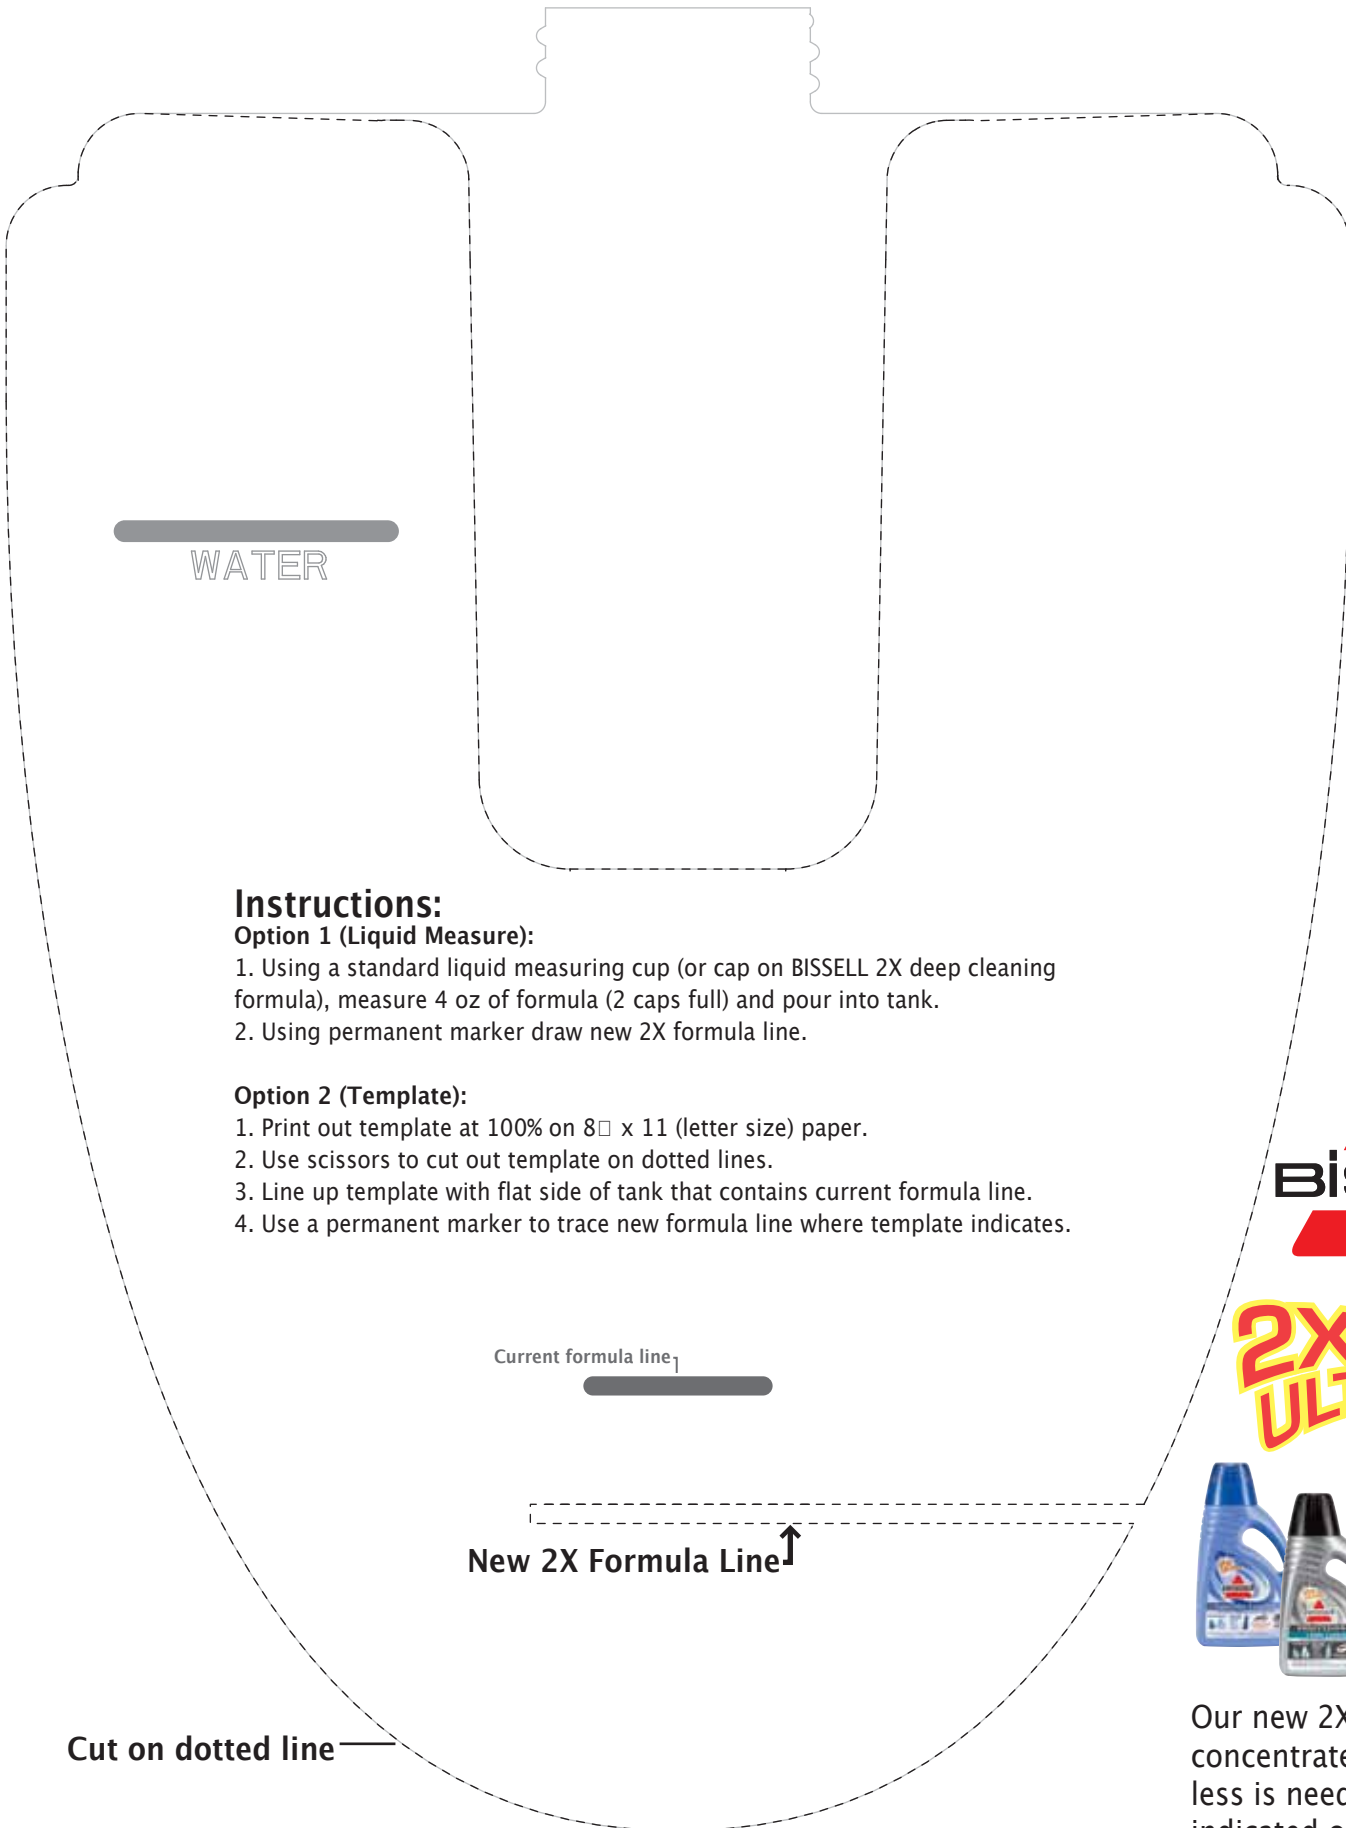 WATER
Instructions:
Option 1 (Liquid Measure):
1. Using a standard liquid measuring cup (or cap on BISSELL 2X deep cleaning
formula), measure 4 oz of formula (2 caps full) and pour into tank.
2. Using permanent marker draw new 2X formula line.
Option 2 (Template):
1. Print out template at 100% on 8□ x 11 (letter size) paper.
2. Use scissors to cut out template on dotted lines.
3. Line up template with flat side of tank that contains current formula line.
4. Use a permanent marker to trace new formula line where template indicates.
Current formula line
New 2X Formula Line
Cut on dotted line
2X
Our new 2X
concentrate
less is